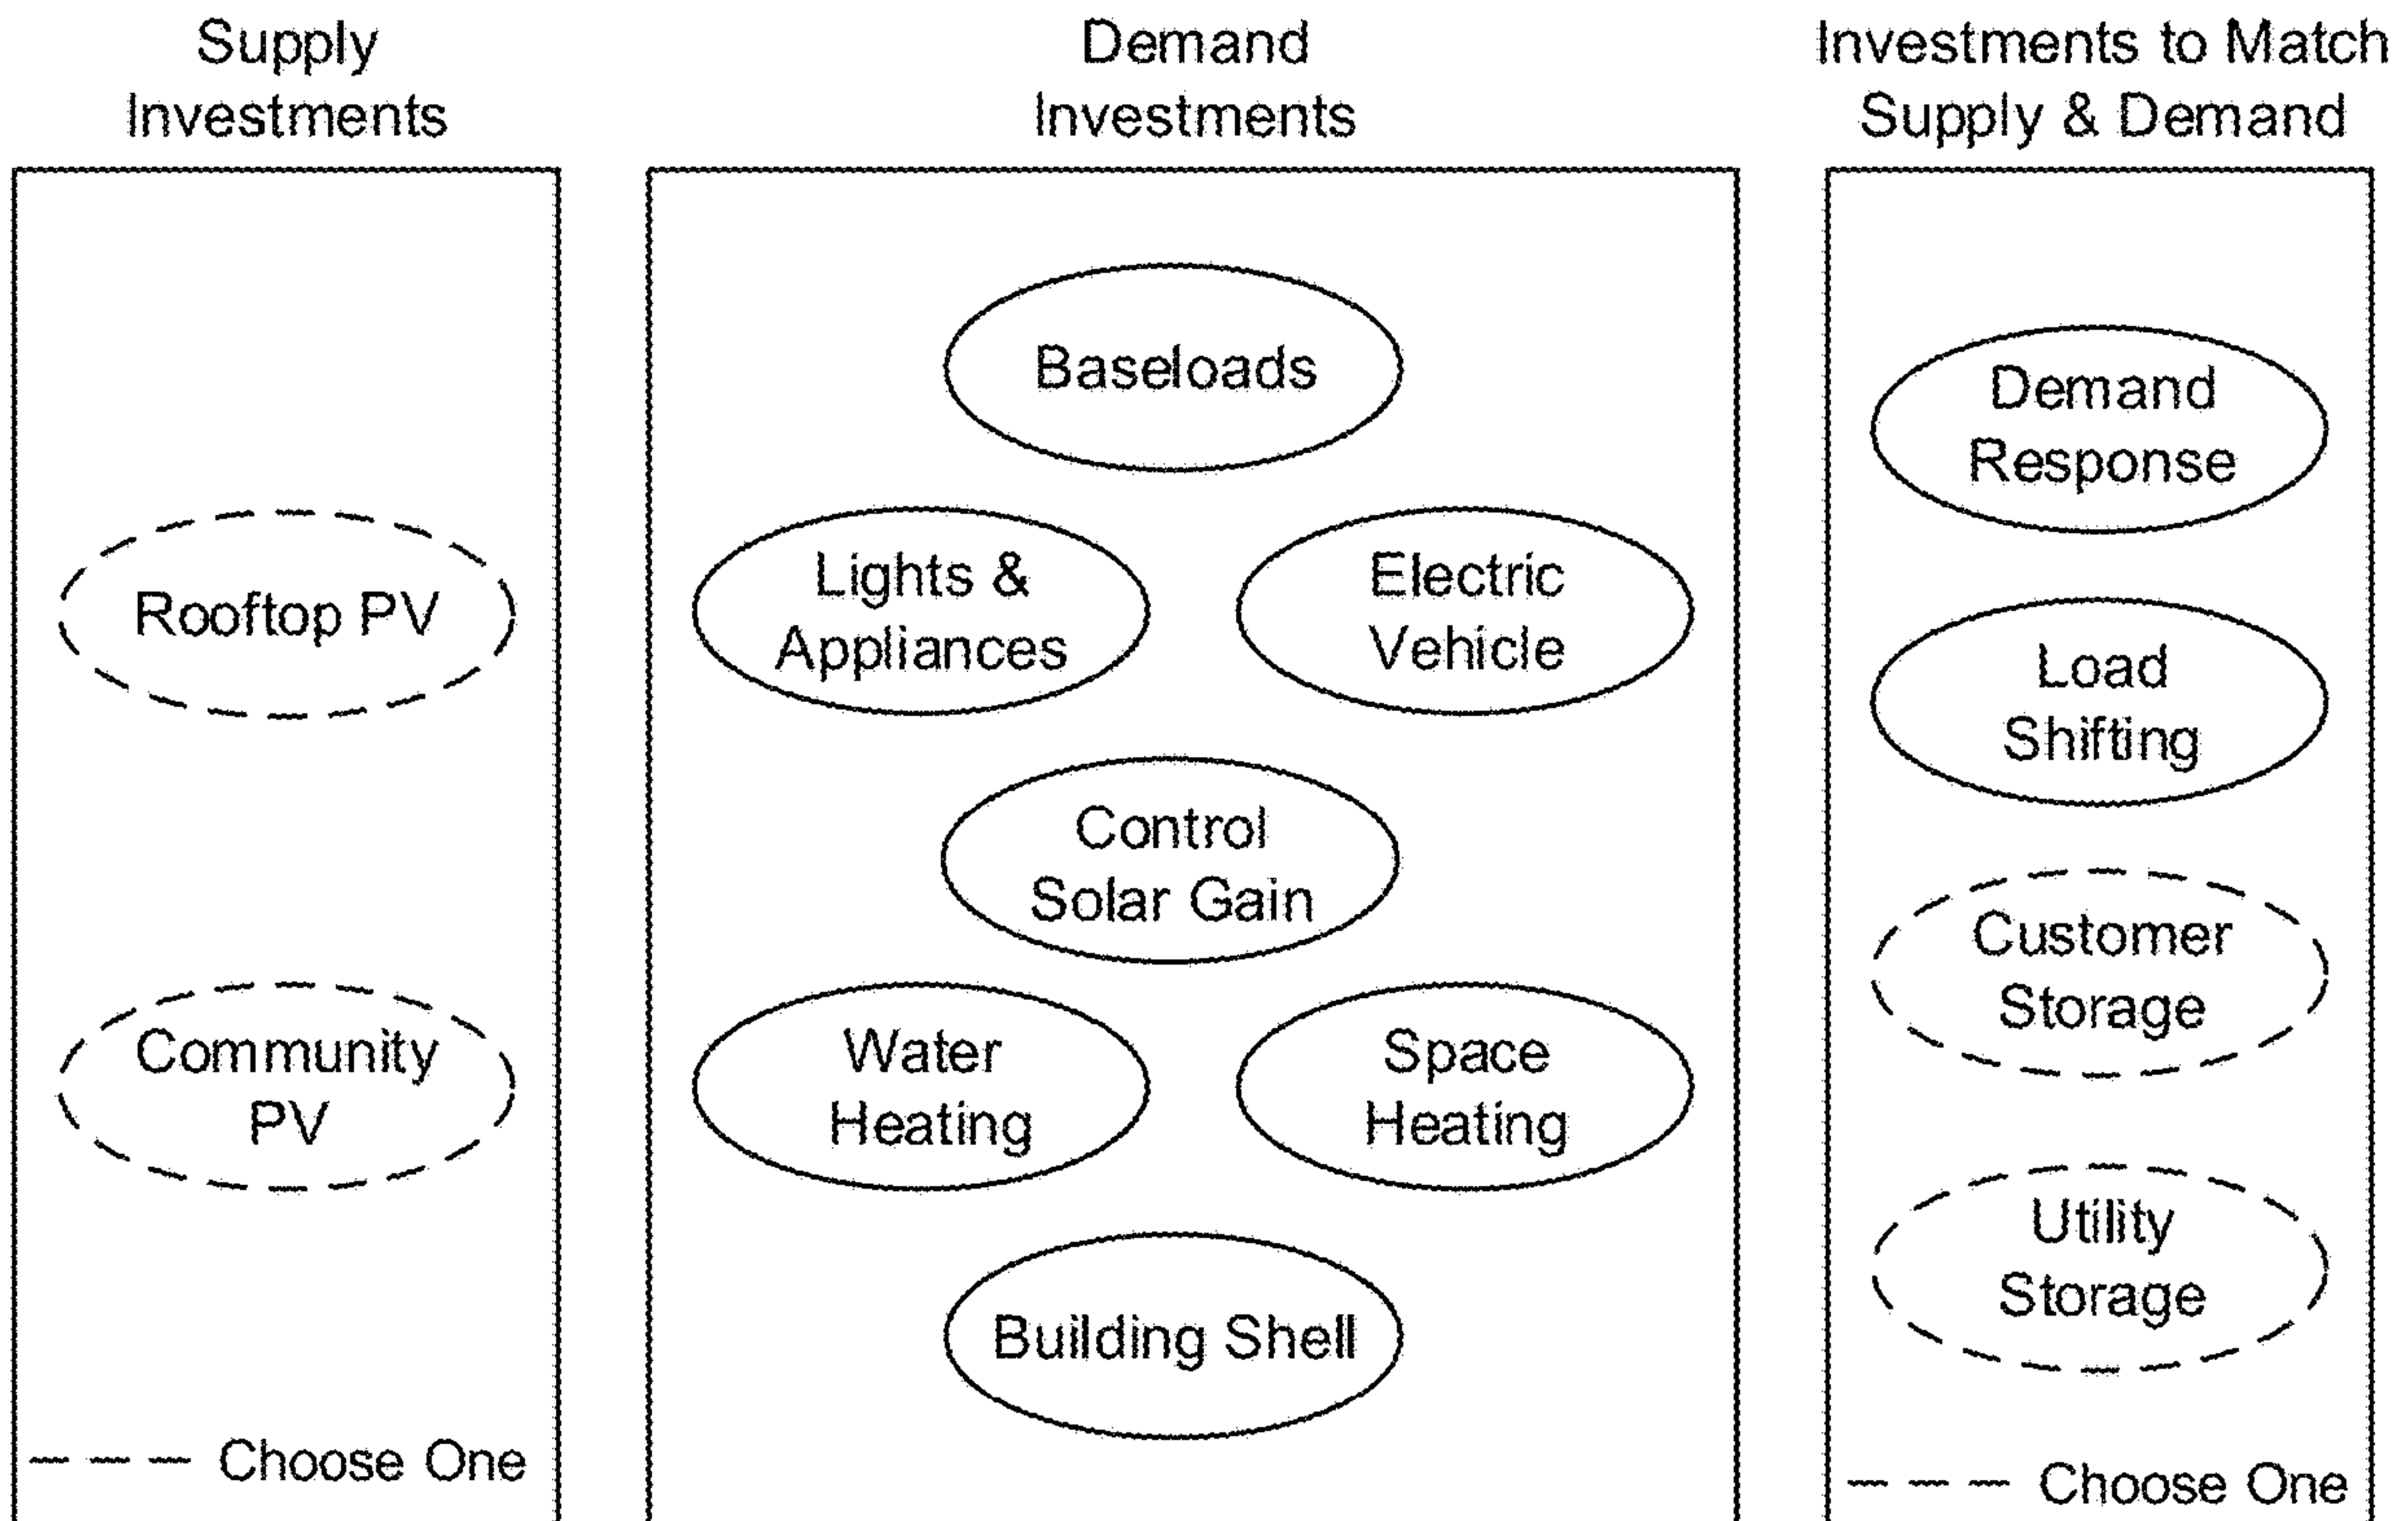 Supply
Investments
Rooftop PV
Community
PV
--- Choose One
Demand
Investments
Baseloads
Lights &
Appliances
Electric
Vehicle
Control
Solar Gain
Water
Heating
Space
Heating
Building Shell
Investments to Match
Supply & Demand
Demand
Response
Load
Shifting
Customer
Storage
Utility
Storage
--- Choose One